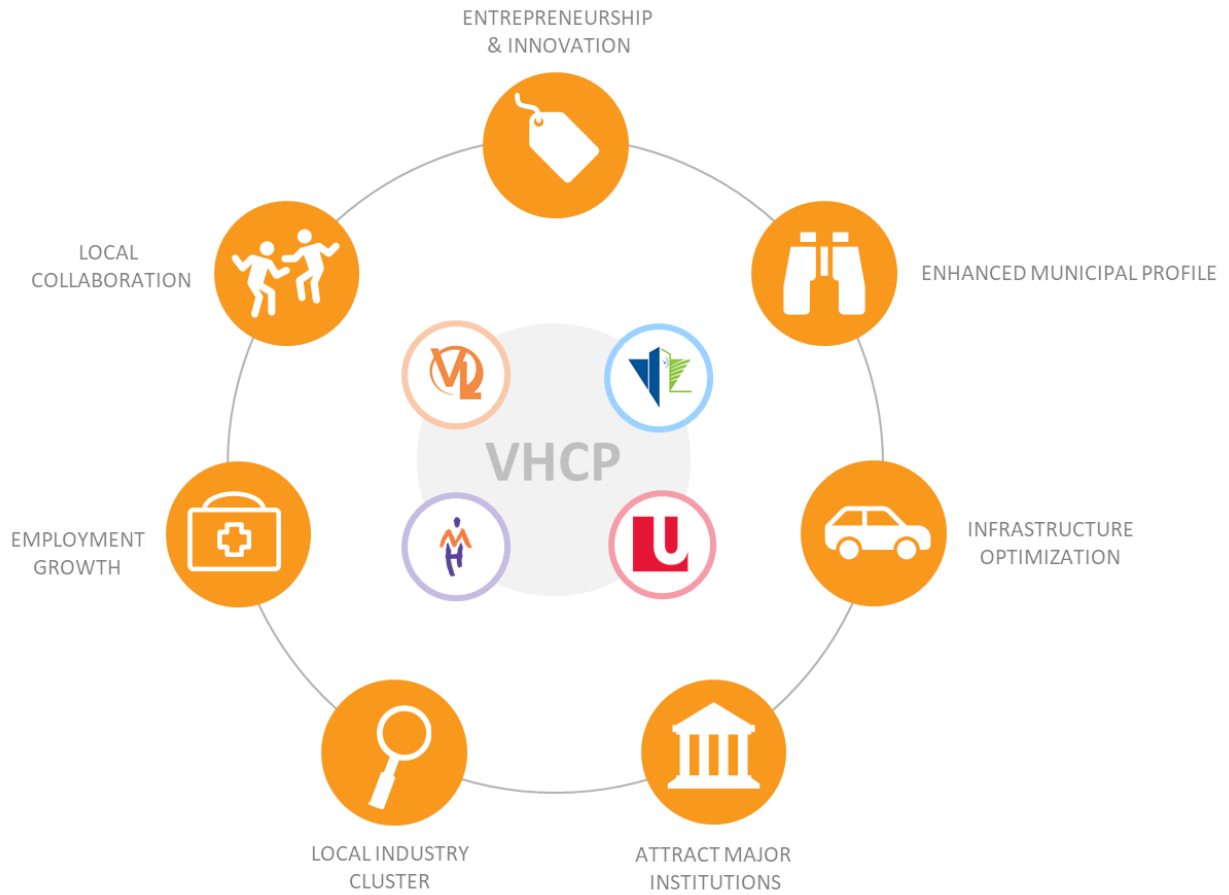 ENTREPRENEURSHIP
& INNOVATION
LOCAL
COLLABORATION
ENHANCED MUNICIPAL PROFILE
VHCP
EMPLOYMENT
GROWTH
INFRASTRUCTURE
OPTIMIZATION
LOCAL INDUSTRY
CLUSTER
ATTRACT MAJOR
INSTITUTIONS